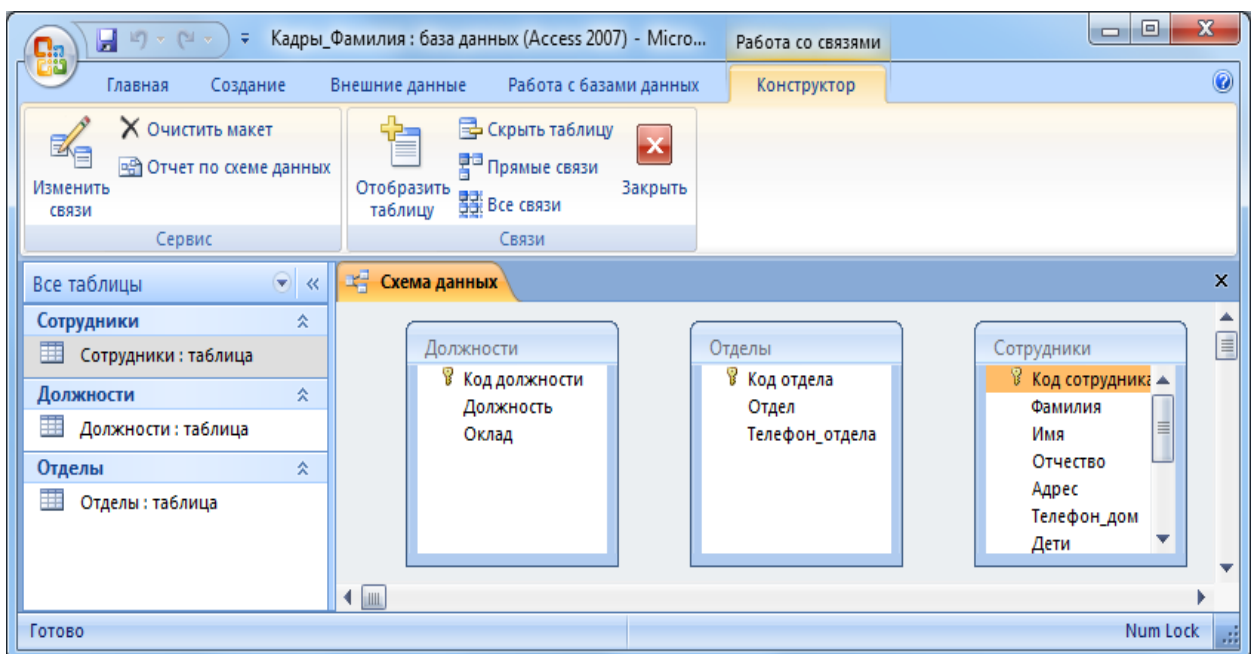 Кадры_Фамилия : база данных (Access 2007) - Micro...
Работа со связями
Главная
Создание
Внешние данные
Работа с базами данных
Конструктор
Изменить
связи
Очистить макет
Отчет по схеме данных
Сервис
Отобразить
таблицу
Скрыть таблицу
Прямые связи
Все связи
Закрыть
Связи
Все таблицы
Сотрудники
Сотрудники : таблица
Должности
Должности : таблица
Отделы
Отделы : таблица
Схема данных
Должности
Код должности
Должность
Оклад
Отделы
Код отдела
Отдел
Телефон_отдела
Сотрудники
Код сотрудника
Фамилия
Имя
Отчество
Адрес
Телефон_дом
Дети
Готово
Num Lock